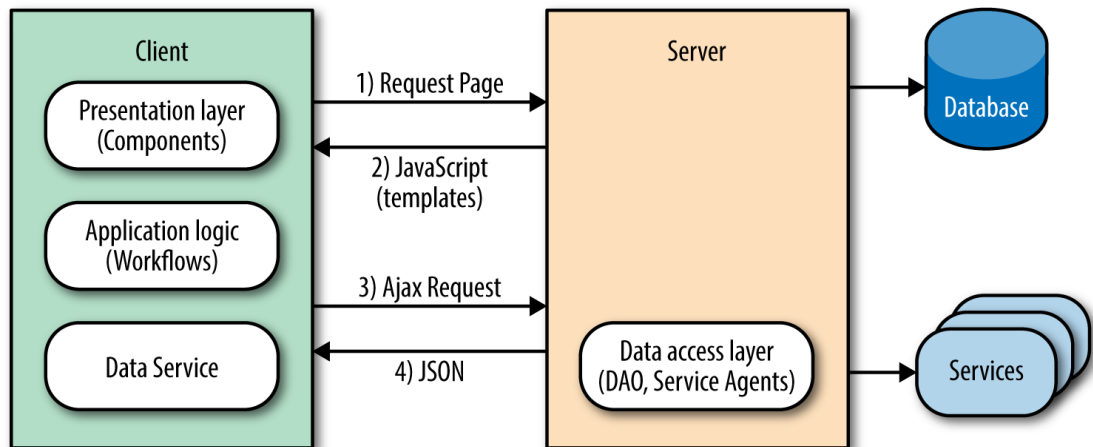 Client
Presentation layer
(Components)
Application logic
(Workflows)
Data Service
1) Request Page
2) JavaScript
(templates)
3) Ajax Request
4) JSON
Server
Data access layer
(DAO, Service Agents)
Database
Services